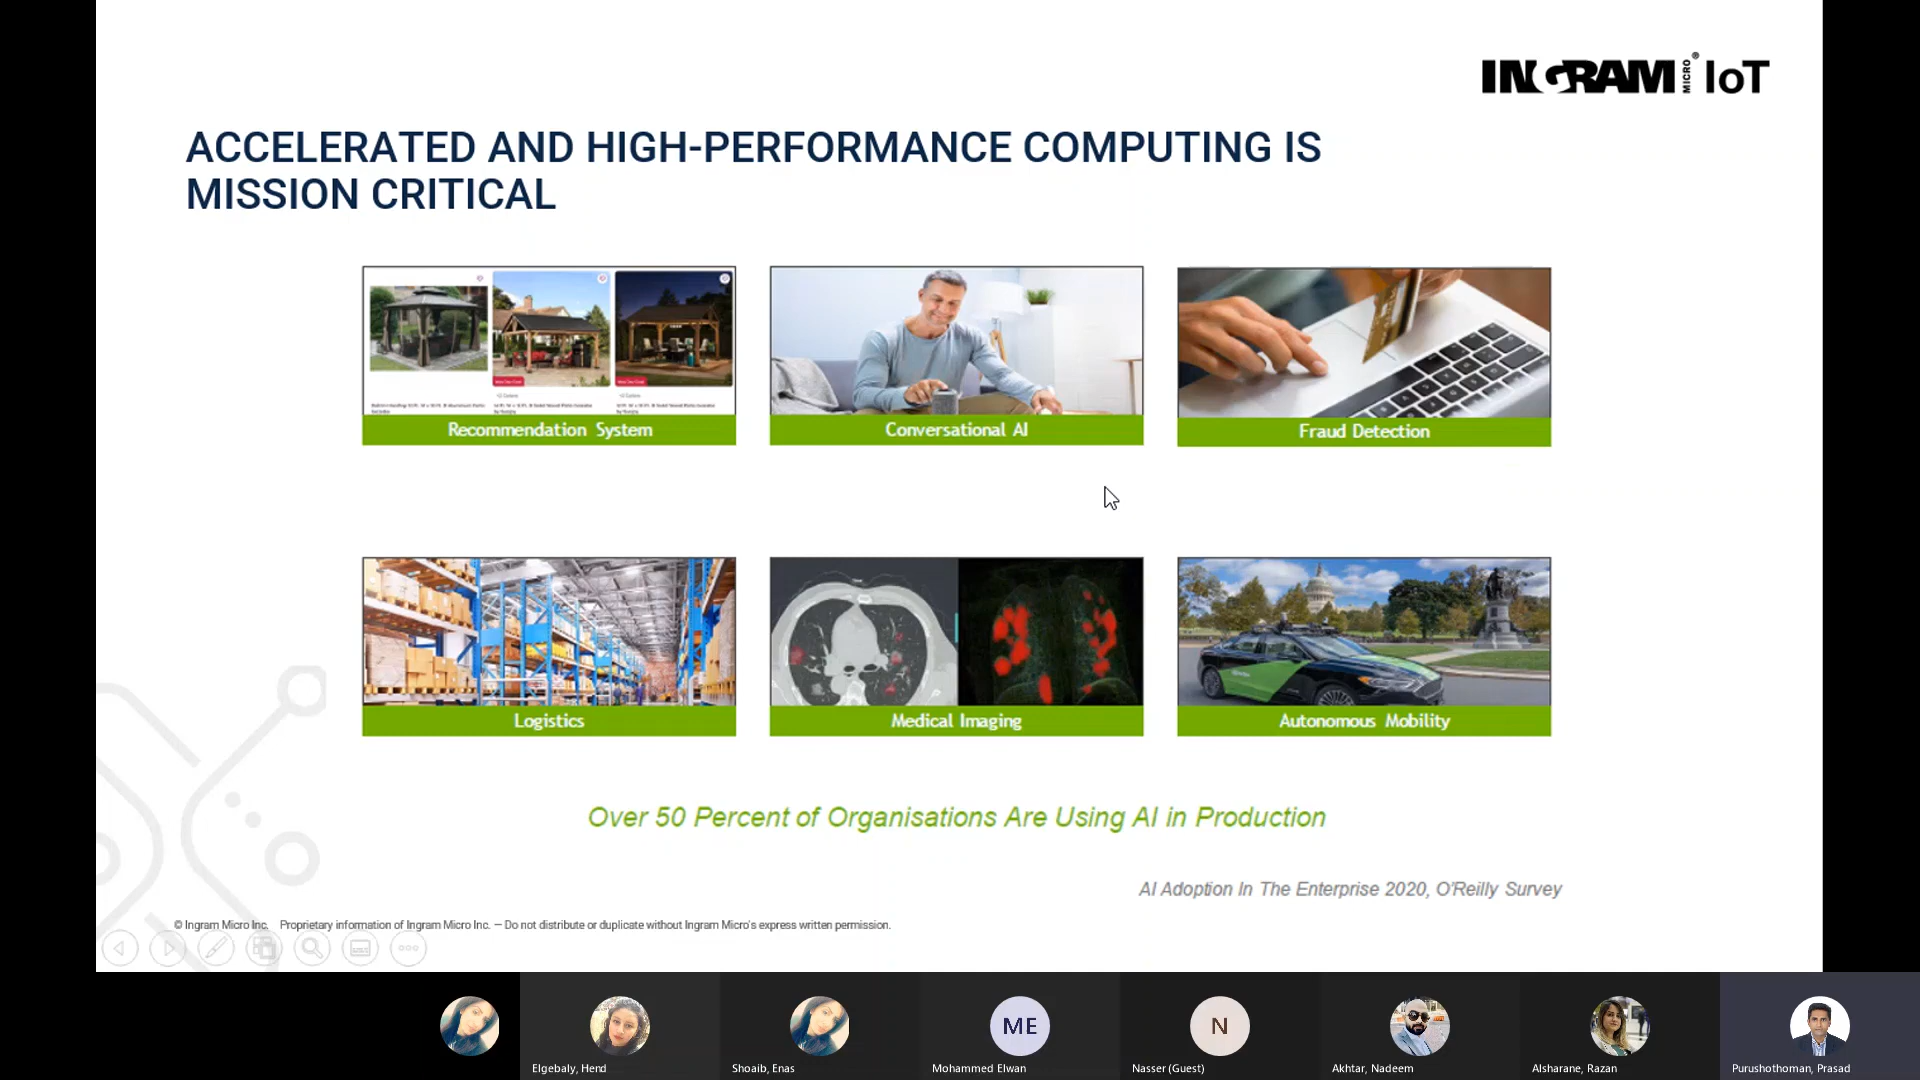 INGRAM MICRO® IoT
ACCELERATED AND HIGH-PERFORMANCE COMPUTING IS
MISSION CRITICAL
Recommendation System
Conversational AI
Fraud Detection
Logistics
Medical Imaging
Autonomous Mobility
Over 50 Percent of Organisations Are Using AI in Production
AI Adoption In The Enterprise 2020, O'Reilly Survey
© Ingram Micro Inc. Proprietary information of Ingram Micro Inc. — Do not distribute or duplicate without Ingram Micro's express written permission.
ME
N
Elgebaly, Hend
Shoaib, Enas
Mohammed Elwan
Nasser (Guest)
Akhtar, Nadeem
Alsharane, Razan
Purushothoman, Prasad